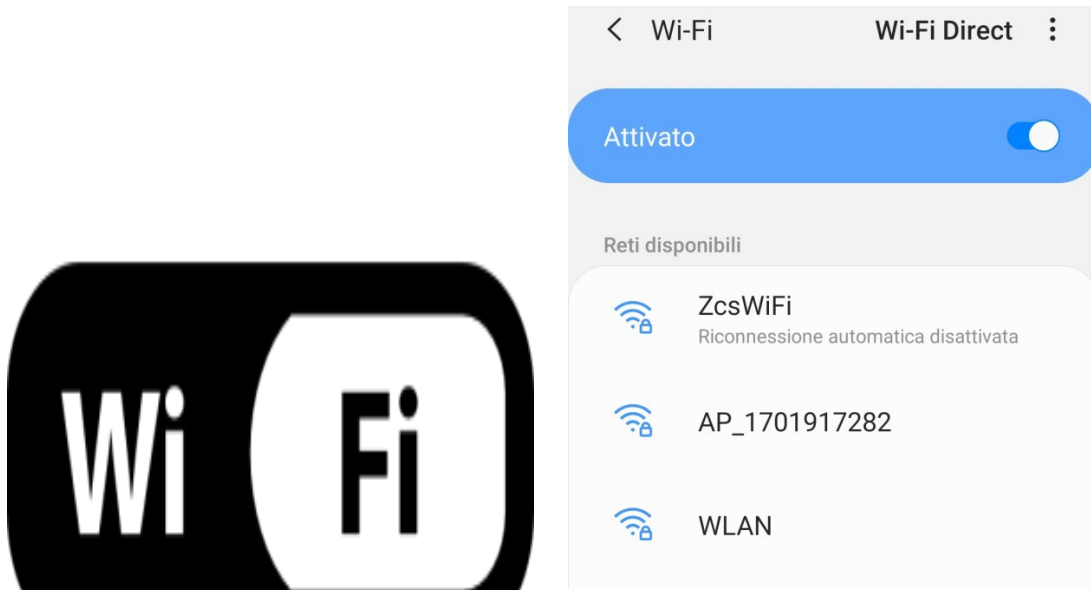 Wi Fi
Wi-Fi Wi-Fi Direct
Attivato
Reti disponibili
ZcsWiFi
Riconnessione automatica disattivata
AP_1701917282
WLAN